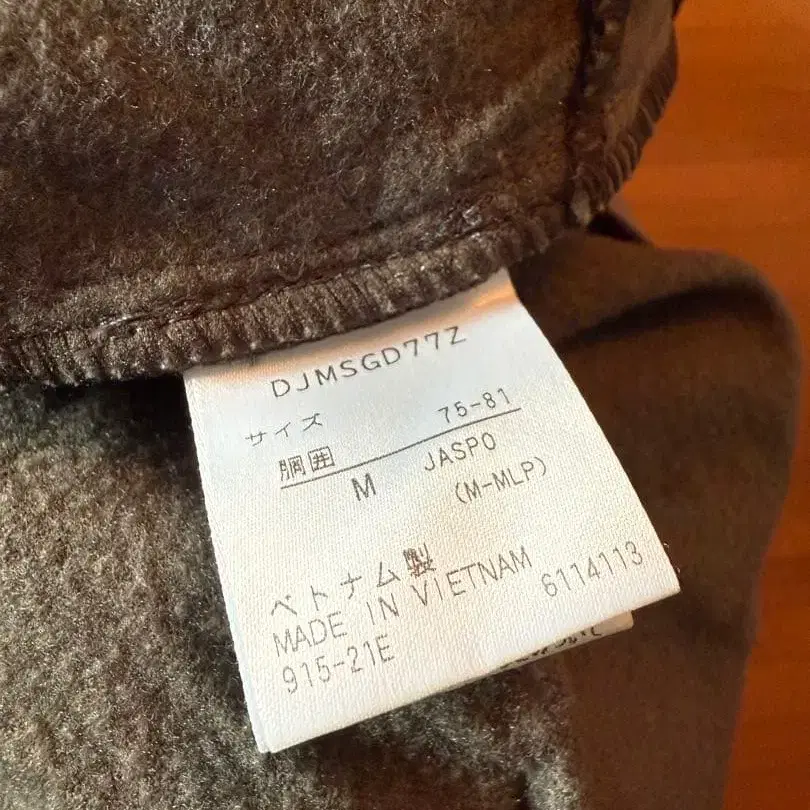 DJMSGD77Z
サイズ
胴囲 75-81
M JASPO
(M-MLP)
ベトナム製
MADE IN VIETNAM
915-21E 6114113